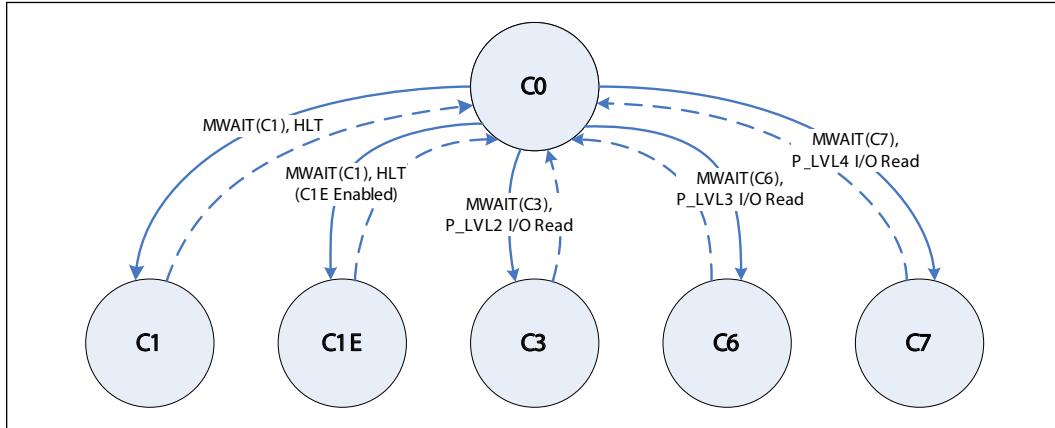 C0
MWAIT(C1), HLT
MWAIT(C1), HLT
(C1E Enabled)
MWAIT(C3),
P_LVL2 I/O Read
MWAIT(C6),
P_LVL3 I/O Read
MWAIT(C7),
P_LVL4 I/O Read
C1
C1E
C3
C6
C7